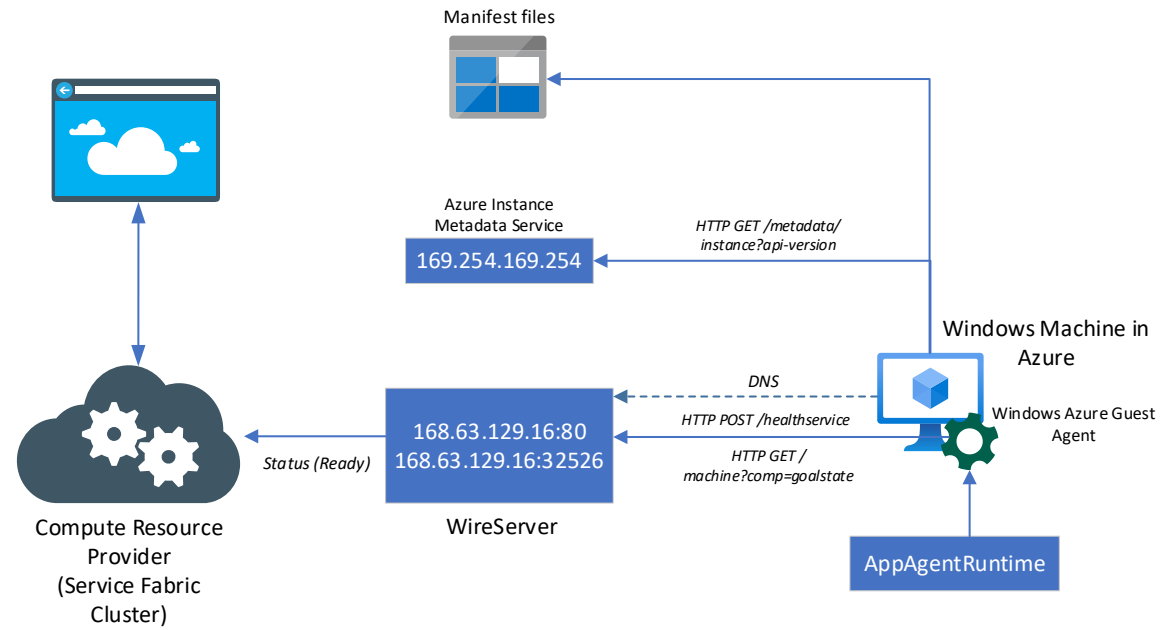 Manifest files
Azure Instance
Metadata Service
169.254.169.254
HTTP GET /metadata/
instance?api-version
Windows Machine in
Azure
DNS
HTTP POST /healthservice
Windows Azure Guest
Agent
168.63.129.16:80
168.63.129.16:32526
Status (Ready)
HTTP GET /
machine?comp=goalstate
WireServer
Compute Resource
Provider
(Service Fabric
Cluster)
AppAgentRuntime